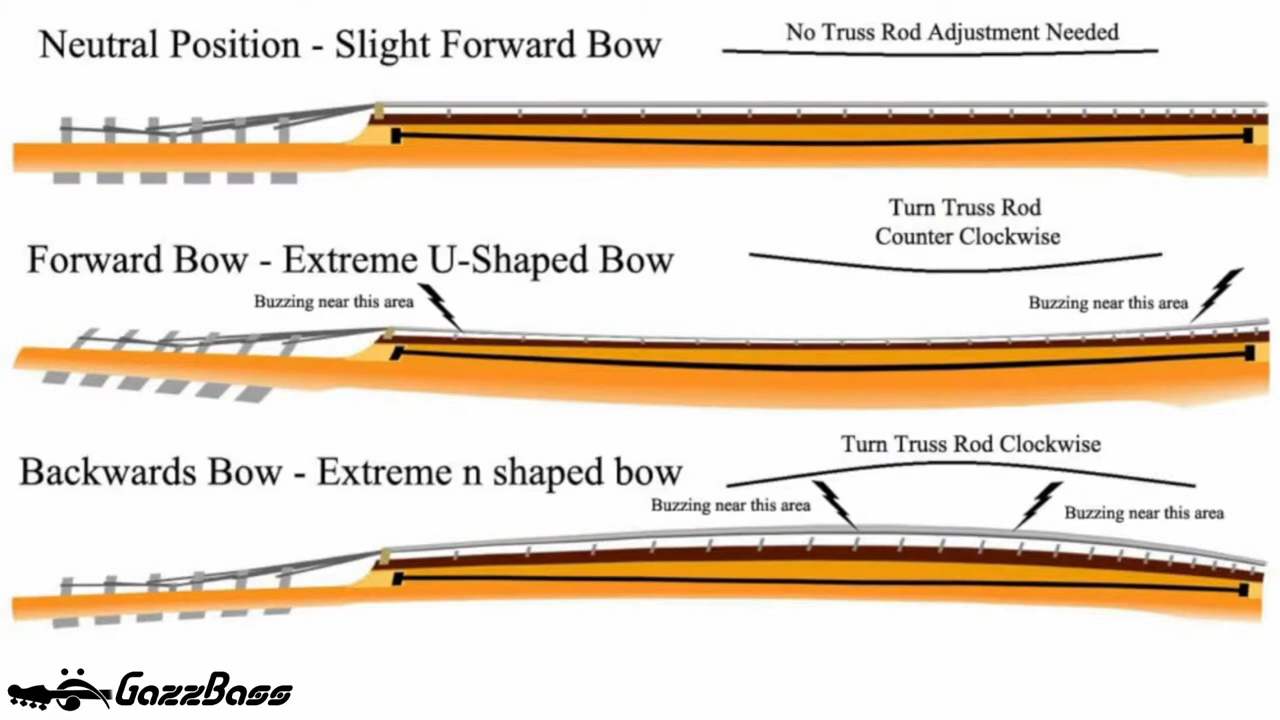 Neutral Position - Slight Forward Bow
No Truss Rod Adjustment Needed
Turn Truss Rod
Counter Clockwise
Forward Bow - Extreme U-Shaped Bow
Buzzing near this area
Buzzing near this area
Turn Truss Rod Clockwise
Backwards Bow - Extreme n shaped bow
Buzzing near this area
Buzzing near this area
GazzBass